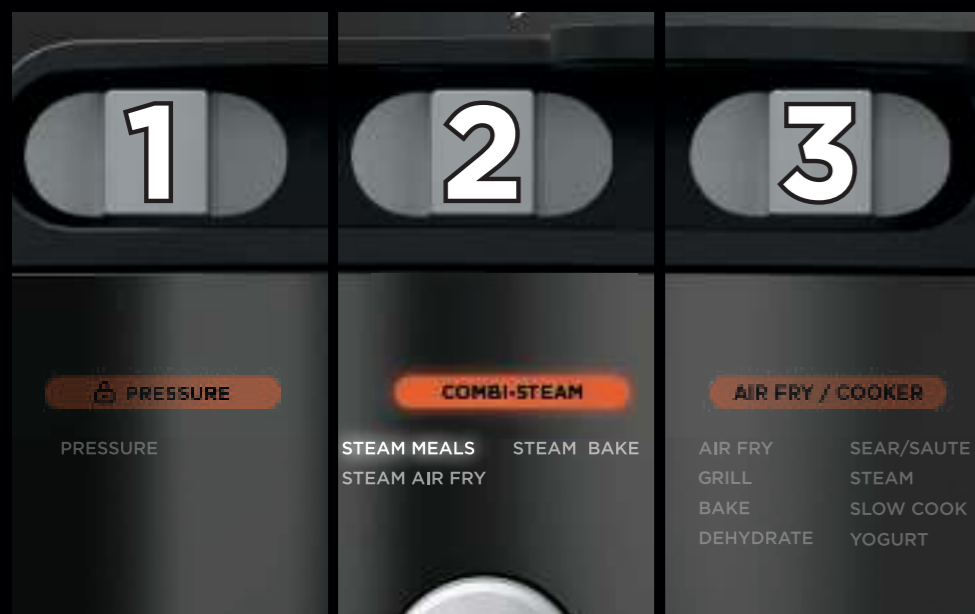 1 2 3
PRESSURE COMBI-STEAM AIR FRY / COOKER
PRESSURE
STEAM MEALS STEAM BAKE
STEAM AIR FRY
AIR FRY SEAR/SAUTE
GRILL STEAM
BAKE SLOW COOK
DEHYDRATE YOGURT